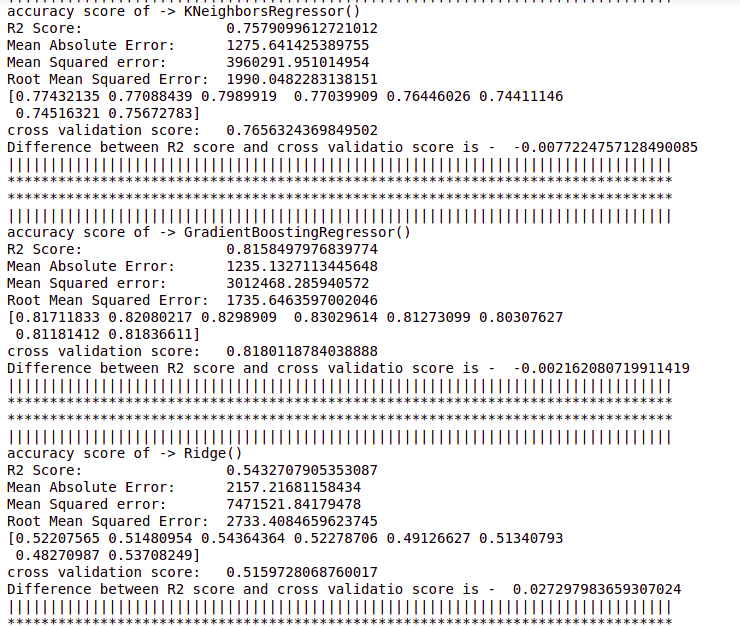 accuracy score of -> KNeighborsRegressor()
R2 Score: 0.7579099612721012
Mean Absolute Error: 1275.641425389755
Mean Squared error: 3960291.951014954
Root Mean Squared Error: 1990.0482283138151
[0.77432135 0.77088439 0.7989919 0.77039909 0.76446026 0.74411146
0.74516321 0.75672783]
cross validation score: 0.7656324369849502
Difference between R2 score and cross validatio score is - -0.0077224757128490085
|||||||||||||||||||||||||||||||||||||||||||||||||||||||||||||||||||||||||||||||
*******************************************************************************
*******************************************************************************
|||||||||||||||||||||||||||||||||||||||||||||||||||||||||||||||||||||||||||||||
accuracy score of -> GradientBoostingRegressor()
R2 Score: 0.8158497976839774
Mean Absolute Error: 1235.1327113445648
Mean Squared error: 3012468.285940572
Root Mean Squared Error: 1735.6463597002046
[0.81711833 0.82080217 0.8298909 0.83029614 0.81273099 0.80307627
0.81181412 0.81836611]
cross validation score: 0.8180118784038888
Difference between R2 score and cross validatio score is - -0.002162080719911419
|||||||||||||||||||||||||||||||||||||||||||||||||||||||||||||||||||||||||||||||
*******************************************************************************
*******************************************************************************
|||||||||||||||||||||||||||||||||||||||||||||||||||||||||||||||||||||||||||||||
accuracy score of -> Ridge()
R2 Score: 0.5432707905353087
Mean Absolute Error: 2157.21681158434
Mean Squared error: 7471521.84179478
Root Mean Squared Error: 2733.4084659623745
[0.52207565 0.51480954 0.54364364 0.52278706 0.49126627 0.51340793
0.48270987 0.53708249]
cross validation score: 0.5159728068760017
Difference between R2 score and cross validatio score is - 0.027297983659307024
|||||||||||||||||||||||||||||||||||||||||||||||||||||||||||||||||||||||||||||||
*******************************************************************************